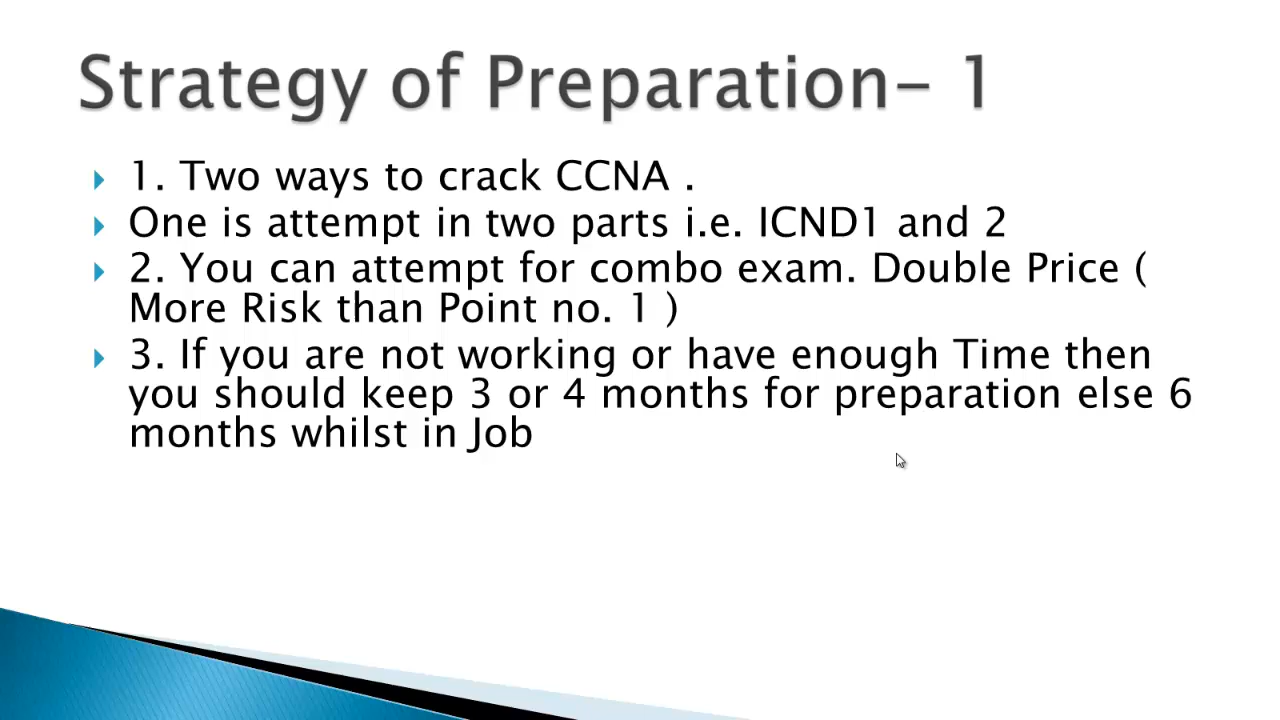 Strategy of Preparation- 1
1. Two ways to crack CCNA .
One is attempt in two parts i.e. ICND1 and 2
2. You can attempt for combo exam. Double Price (
More Risk than Point no. 1 )
3. If you are not working or have enough Time then
you should keep 3 or 4 months for preparation else 6
months whilst in Job